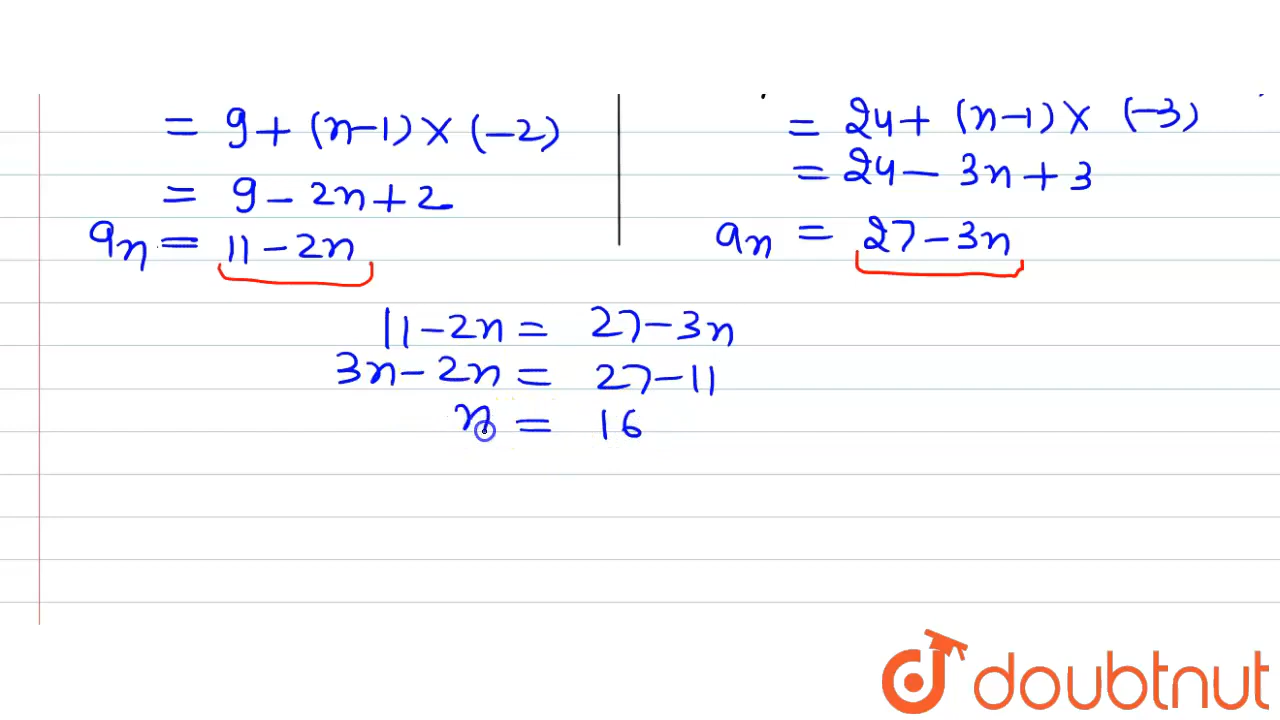 = 9 + (n-1) × (-2)
= 9 - 2n + 2
an = 11 - 2n
= 24 + (n-1) × (-3)
= 24 - 3n + 3
an = 27 - 3n
11 - 2n = 27 - 3n
3n - 2n = 27 - 11
n = 16
doubtnut